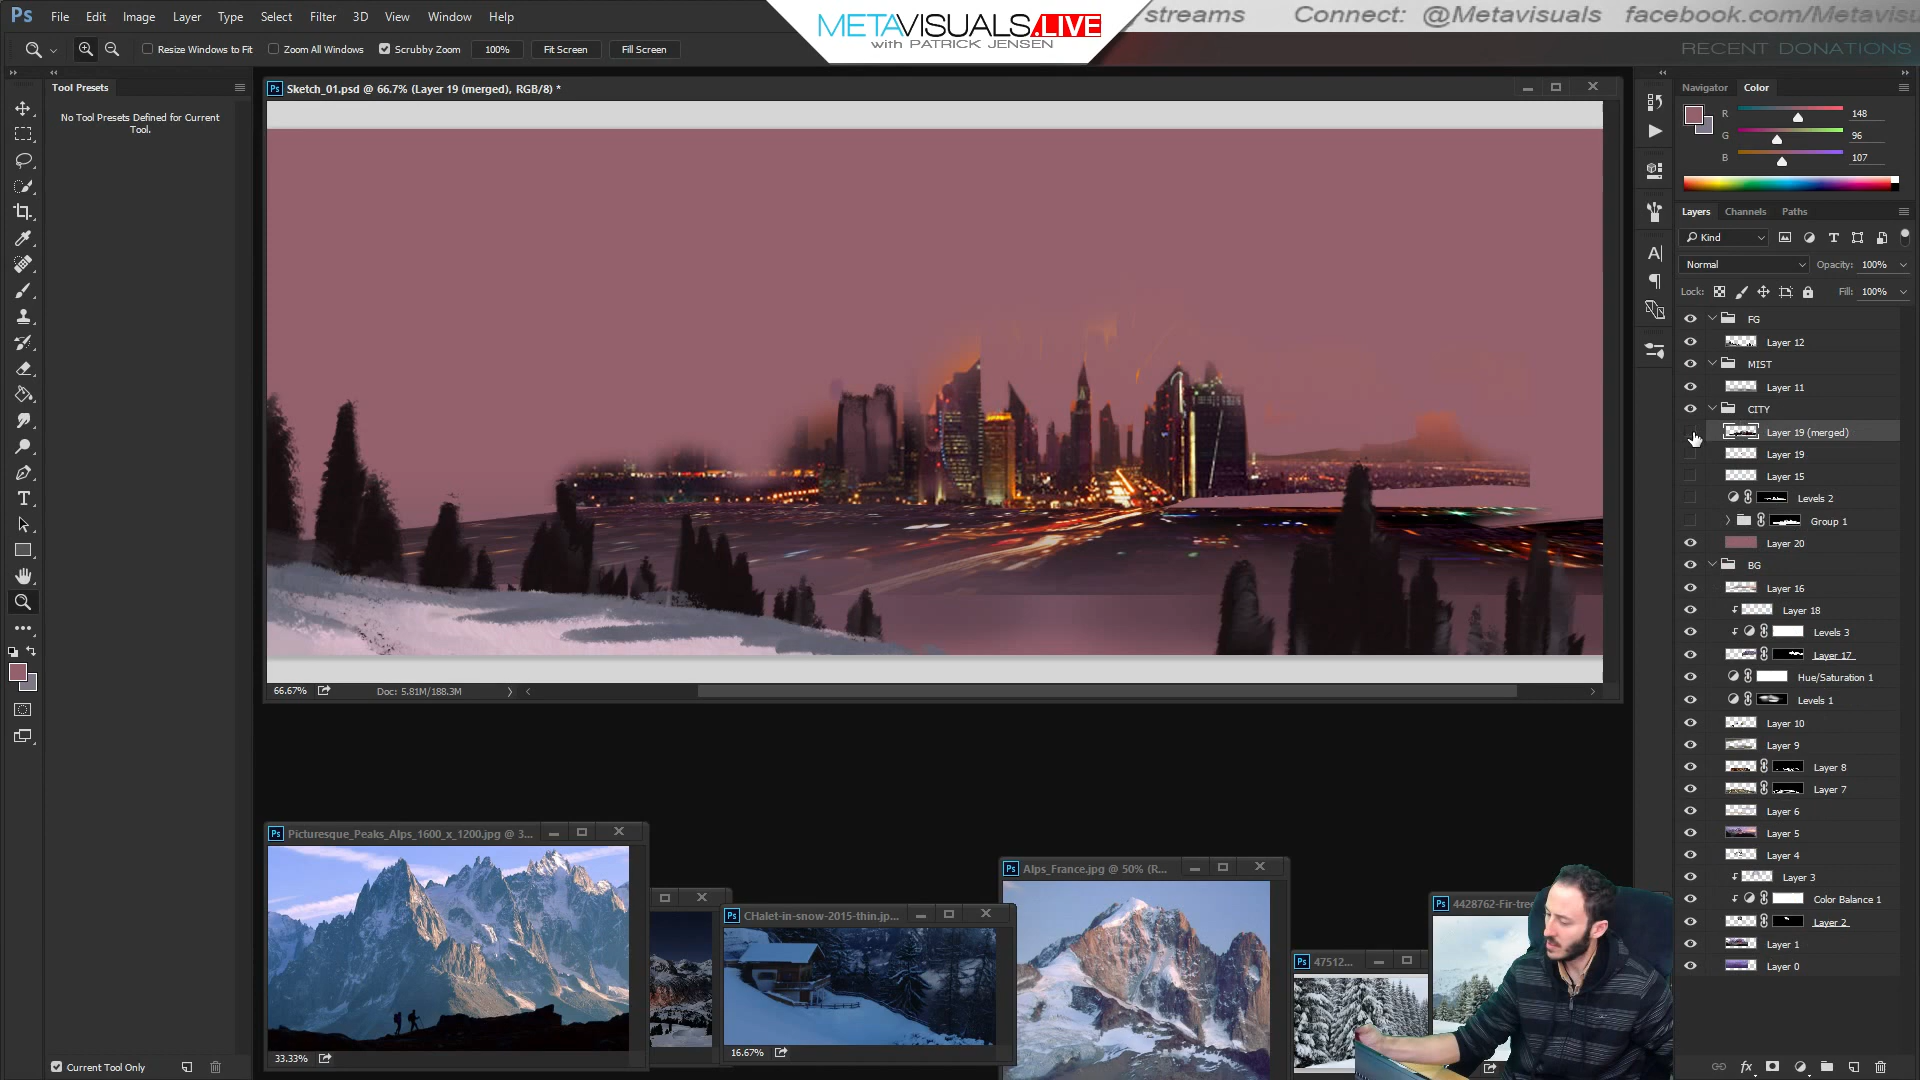 Ps File Edit Image Layer Type Select Filter 3D View Window Help
METAVISUALS.LIVE
with PATRICK JENSEN
streams Connect: @Metavisuals facebook.com/Metavisu
RECENT DONATIONS
Resize Windows to Fit Zoom All Windows Scrubby Zoom 100% Fit Screen Fill Screen
Tool Presets
No Tool Presets Defined for Current
Tool.
Ps Sketch_01.psd @ 66.7% (Layer 19 (merged), RGB/8) *
Navigator Color
R 148
G 96
B 107
Layers Channels Paths
Kind
Normal Opacity: 100%
Lock: Fill: 100%
FG
Layer 12
MIST
Layer 11
CITY
Layer 19 (merged)
Layer 19
Layer 15
Levels 2
Group 1
Layer 20
BG
Layer 16
Layer 18
Levels 3
Layer 17
Hue/Saturation 1
Levels 1
Layer 10
Layer 9
Layer 8
Layer 7
Layer 6
Layer 5
Layer 4
Layer 3
Color Balance 1
Layer 2
Layer 1
Layer 0
66.67% Doc: 5.81M/188.3M
Ps Picturesque_Peaks_Alps_1600_x_1200.jpg @ 3...
33.33%
Ps CHalet-in-snow-2015-thin.jp...
16.67%
Ps Alps_France.jpg @ 50% (R...
Ps 47512...
Ps 4428762-Fir-tree
Current Tool Only